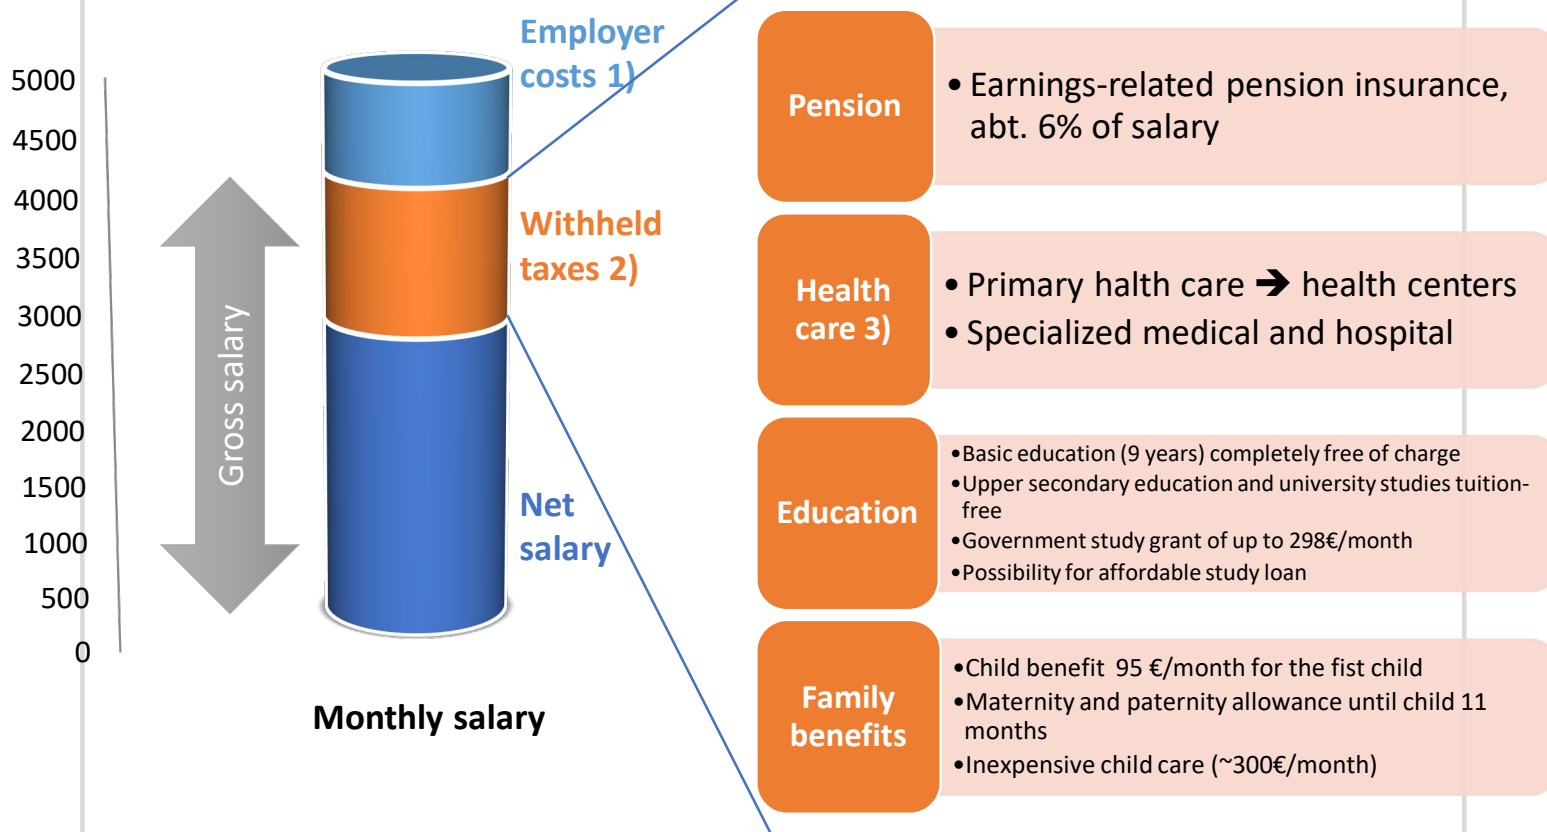 Employer
costs 1)
5000
4500
4000
3500
3000
2500
2000
1500
1000
500
0
Gross salary
Withheld
taxes 2)
Net
salary
Monthly salary
Pension
• Earnings-related pension insurance,
abt. 6% of salary
Health
care 3)
• Primary halth care ➔ health centers
• Specialized medical and hospital
Education
•Basic education (9 years) completely free of charge
•Upper secondary education and university studies tuition-
free
•Government study grant of up to 298€/month
•Possibility for affordable study loan
Family
benefits
•Child benefit 95 €/month for the fist child
•Maternity and paternity allowance until child 11
months
•Inexpensive child care (~300€/month)